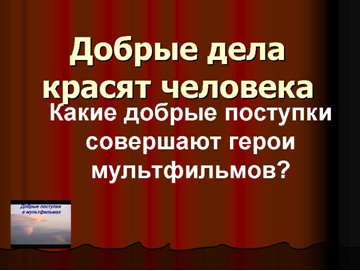 Добрые дела
красят человека
Какие добрые поступки
совершают герои
мультфильмов?
Добрые поступки
в мультфильмах